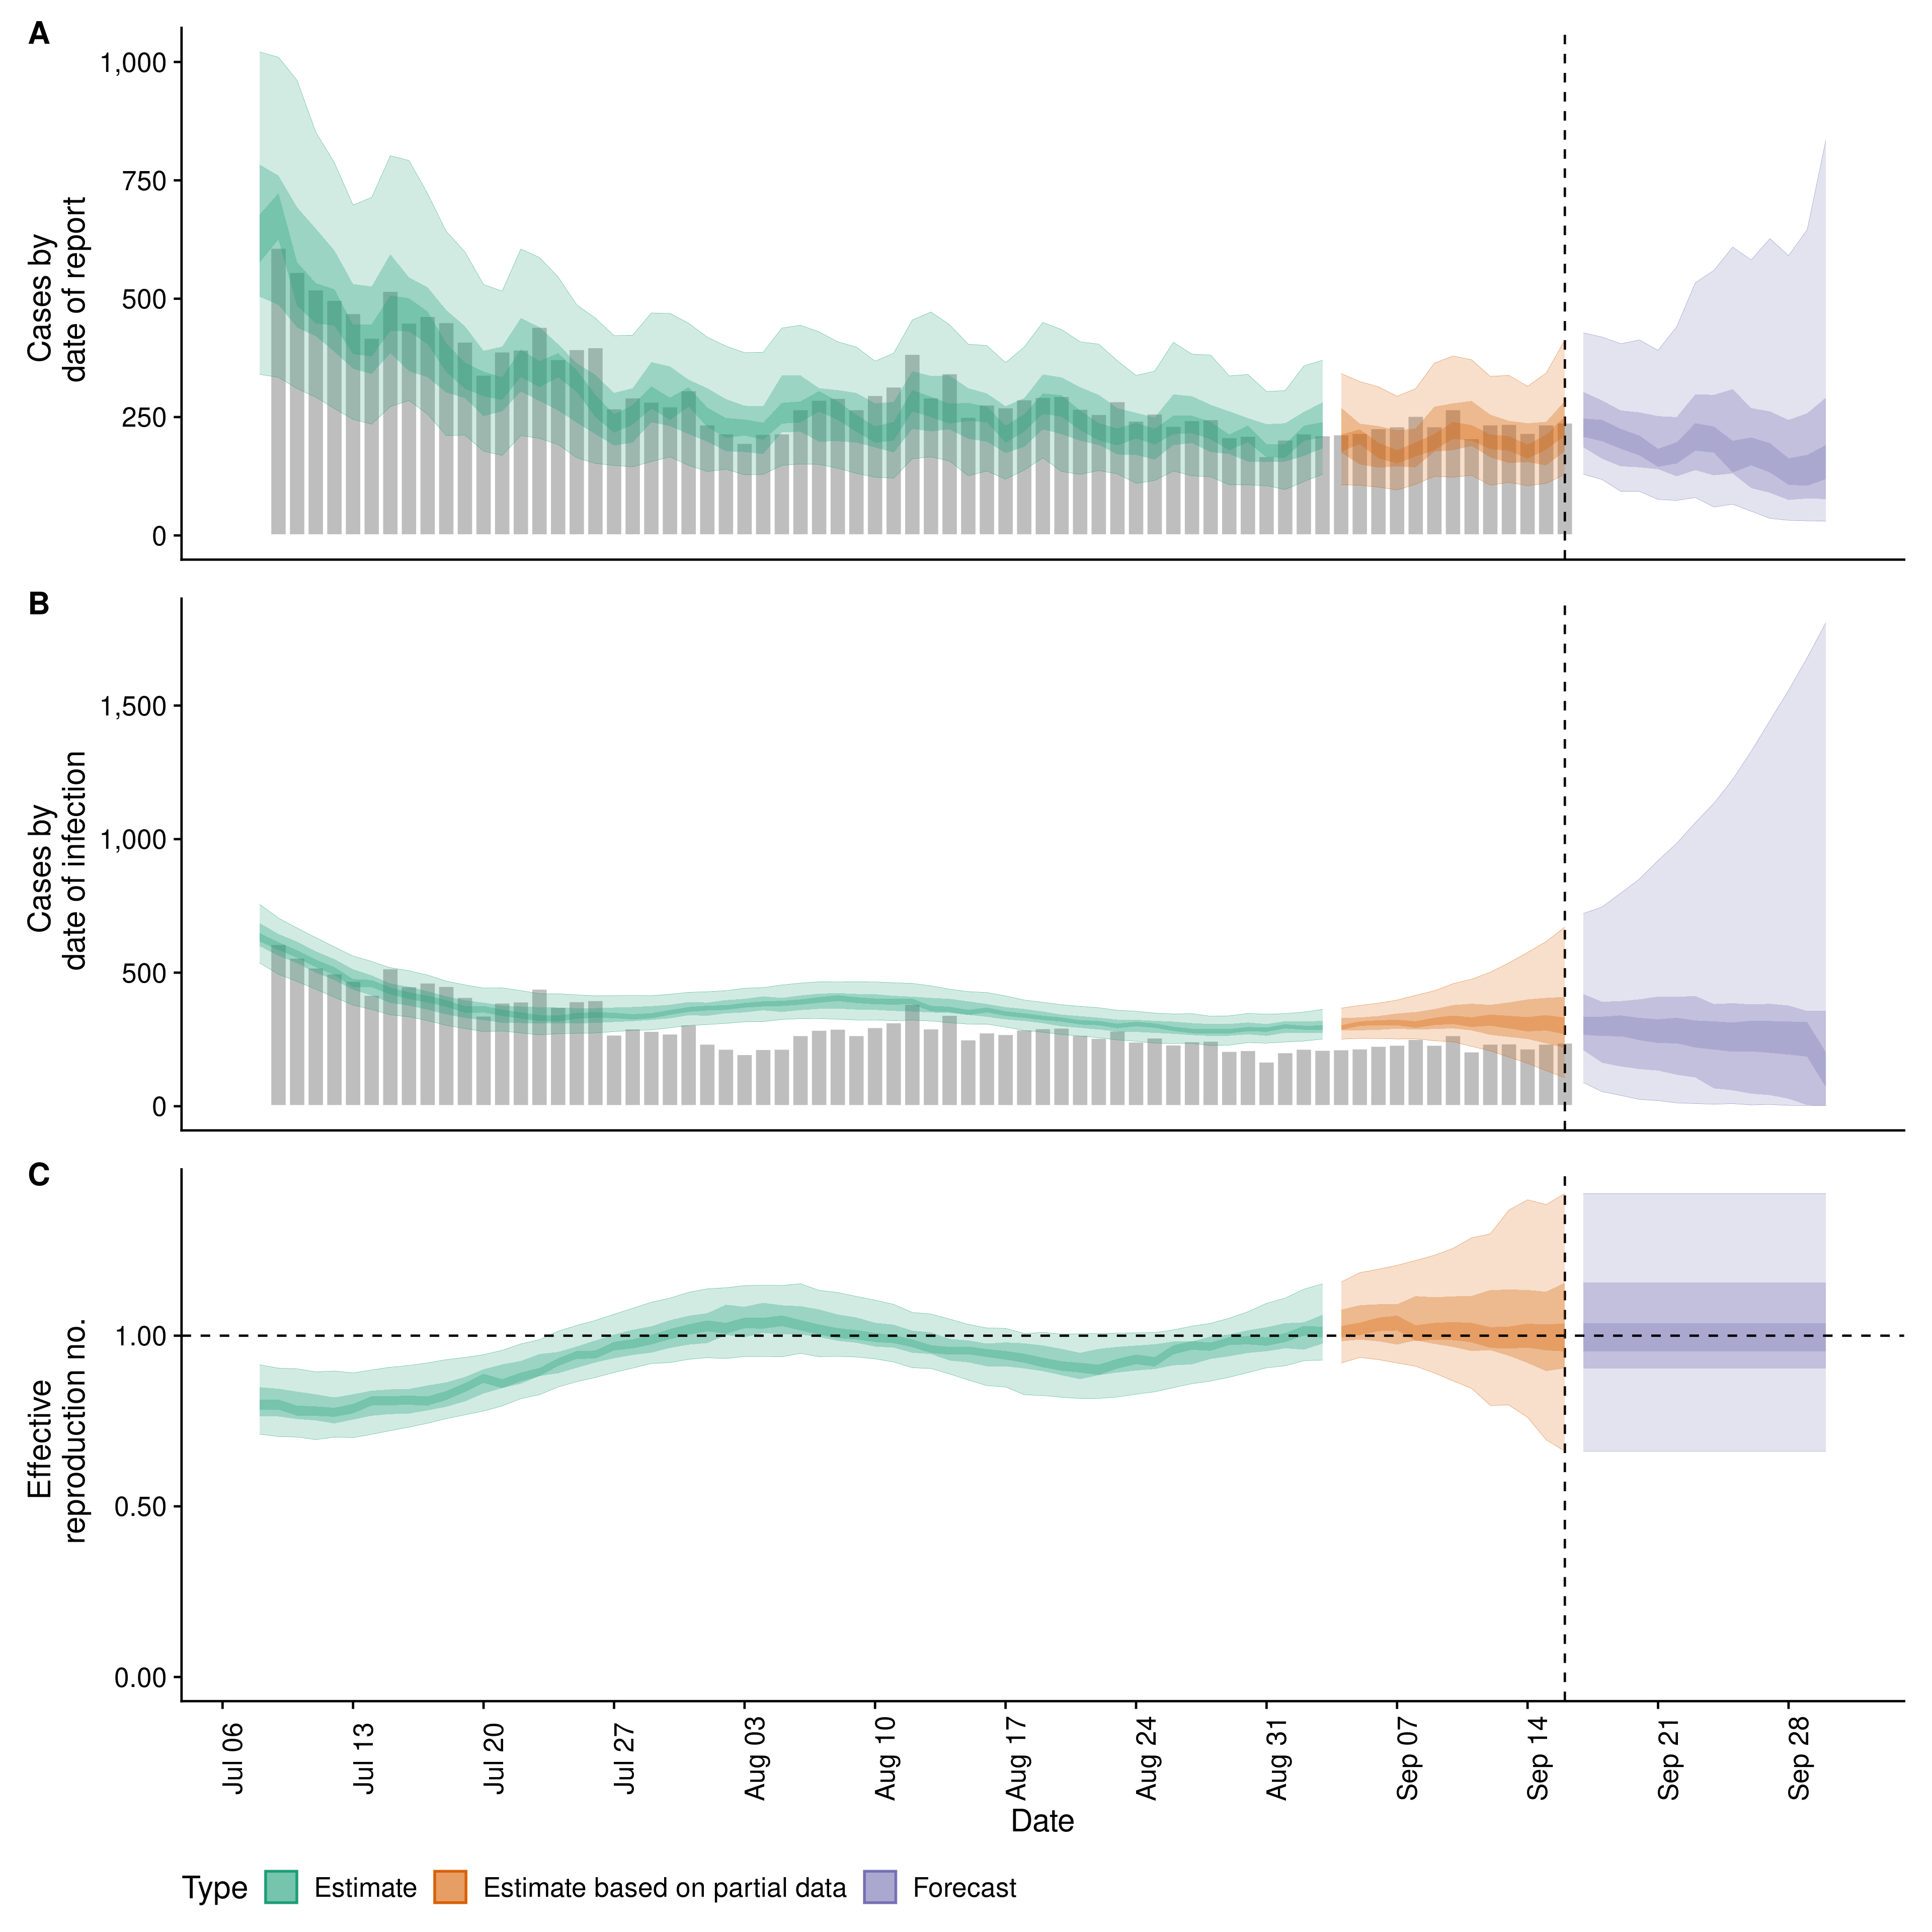 A
Cases by
date of report
1,000
750
500
250
0
B
Cases by
date of infection
1,500
1,000
500
0
C
Effective
reproduction no.
1.00
0.50
0.00
Jul 06
Jul 13
Jul 20
Jul 27
Aug 03
Aug 10
Aug 17
Aug 24
Aug 31
Sep 07
Sep 14
Sep 21
Sep 28
Date
Type Estimate Estimate based on partial data Forecast